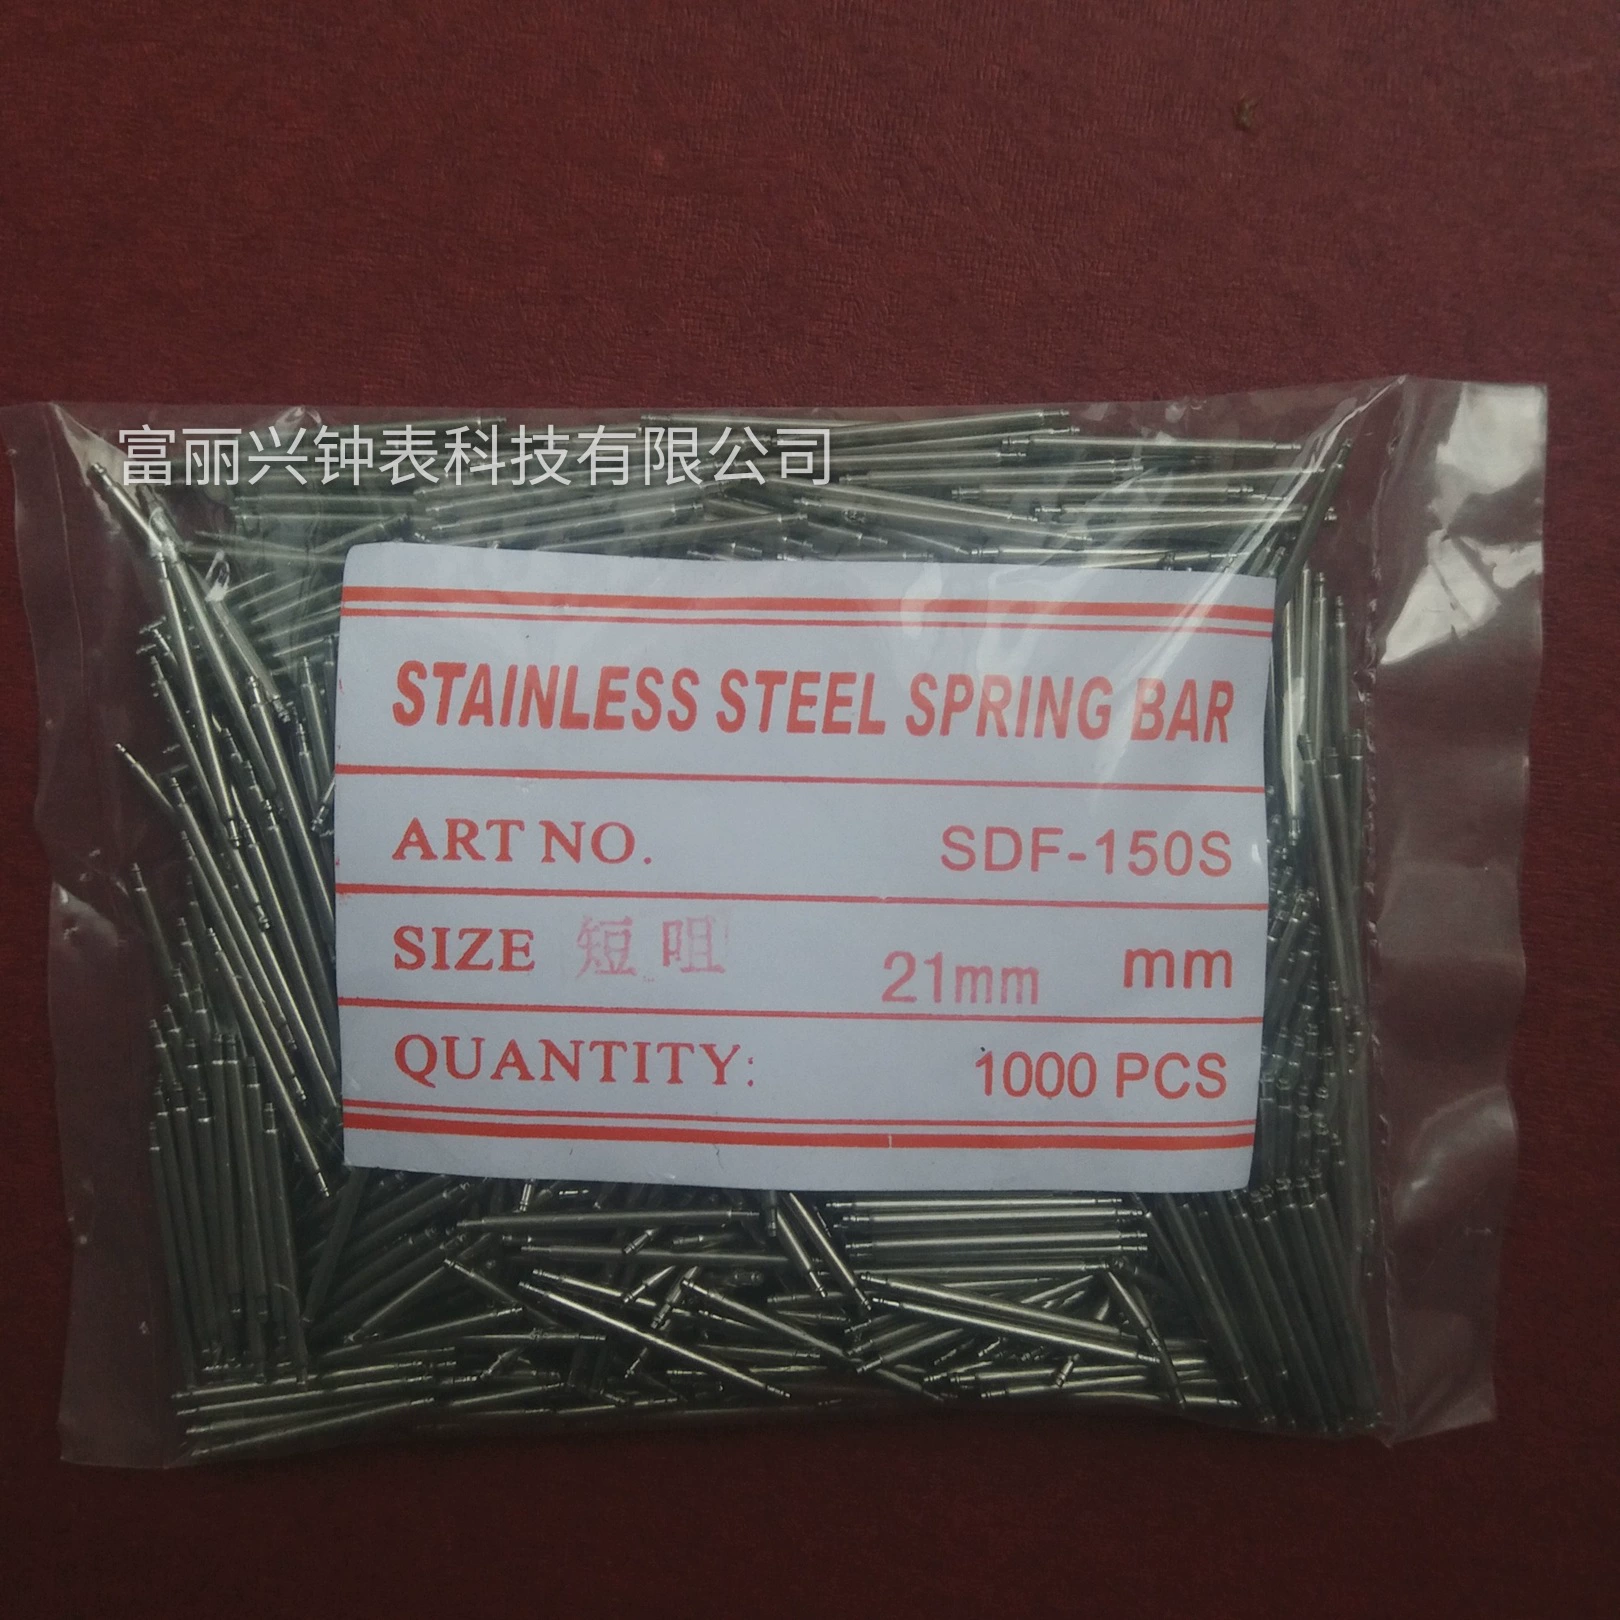 富丽兴钟表科技有限公司
STAINLESS STEEL SPRING BAR
ART NO. SDF-150S
SIZE 短咀 21mm mm
QUANTITY: 1000 PCS